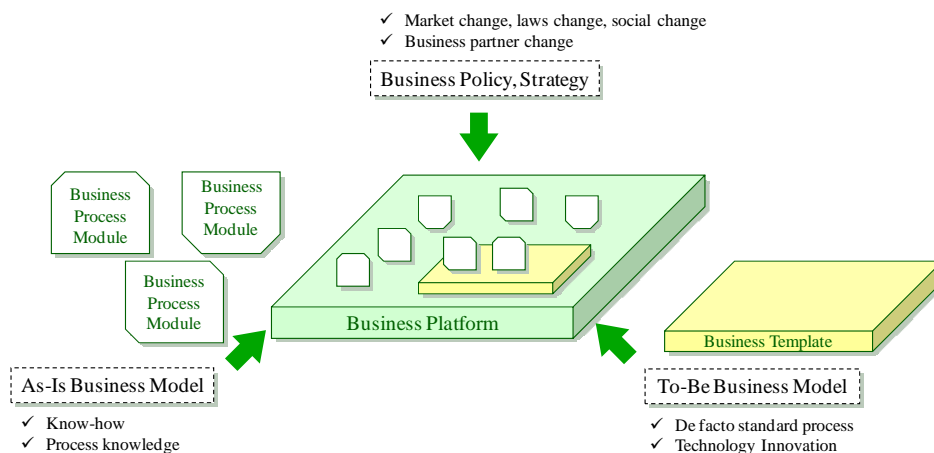 ✓ Market change, laws change, social change
✓ Business partner change
Business Policy, Strategy
Business
Process
Module
Business
Process
Module
Business
Process
Module
Business Platform
Business Template
As-Is Business Model
✓ Know-how
✓ Process knowledge
To-Be Business Model
✓ De facto standard process
✓ Technology Innovation